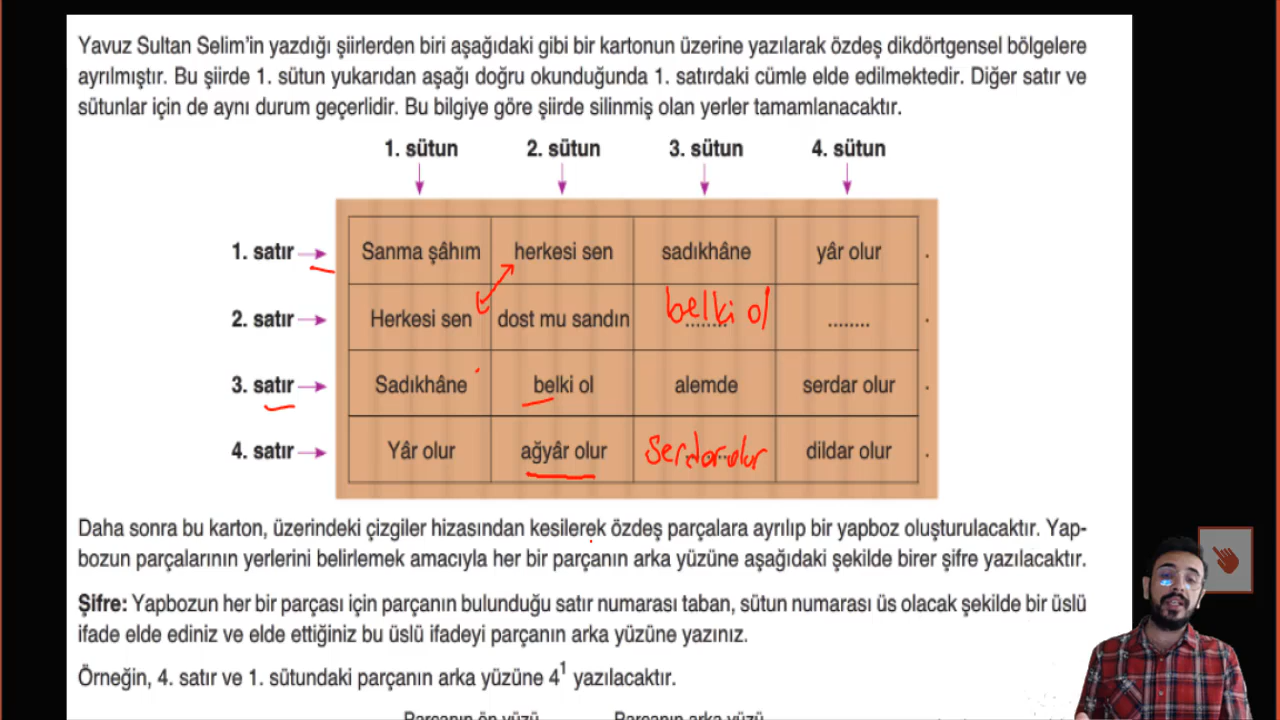 Yavuz Sultan Selim'in yazdığı şiirlerden biri aşağıdaki gibi bir kartonun üzerine yazılarak özdeş dikdörtgensel bölgelere
ayrılmıştır. Bu şiirde 1. sütun yukarıdan aşağı doğru okunduğunda 1. satırdaki cümle elde edilmektedir. Diğer satır ve
sütunlar için de aynı durum geçerlidir. Bu bilgiye göre şiirde silinmiş olan yerler tamamlanacaktır.
1. sütun 2. sütun 3. sütun 4. sütun
1. satır Sanma şâhım herkesi sen sadıkhâne yâr olur .
2. satır Herkesi sen dost mu sandın belki ol ........ .
3. satır Sadıkhâne belki ol alemde serdar olur .
4. satır Yâr olur ağyâr olur serdar olur dildar olur .
Daha sonra bu karton, üzerindeki çizgiler hizasından kesilerek özdeş parçalara ayrılıp bir yapboz oluşturulacaktır. Yap-
bozun parçalarının yerlerini belirlemek amacıyla her bir parçanın arka yüzüne aşağıdaki şekilde birer şifre yazılacaktır.
Şifre: Yapbozun her bir parçası için parçanın bulunduğu satır numarası taban, sütun numarası üs olacak şekilde bir üslü
ifade elde ediniz ve elde ettiğiniz bu üslü ifadeyi parçanın arka yüzüne yazınız.
Örneğin, 4. satır ve 1. sütundaki parçanın arka yüzüne 4¹ yazılacaktır.
Parçanın ön yüzü Parçanın arka yüzü